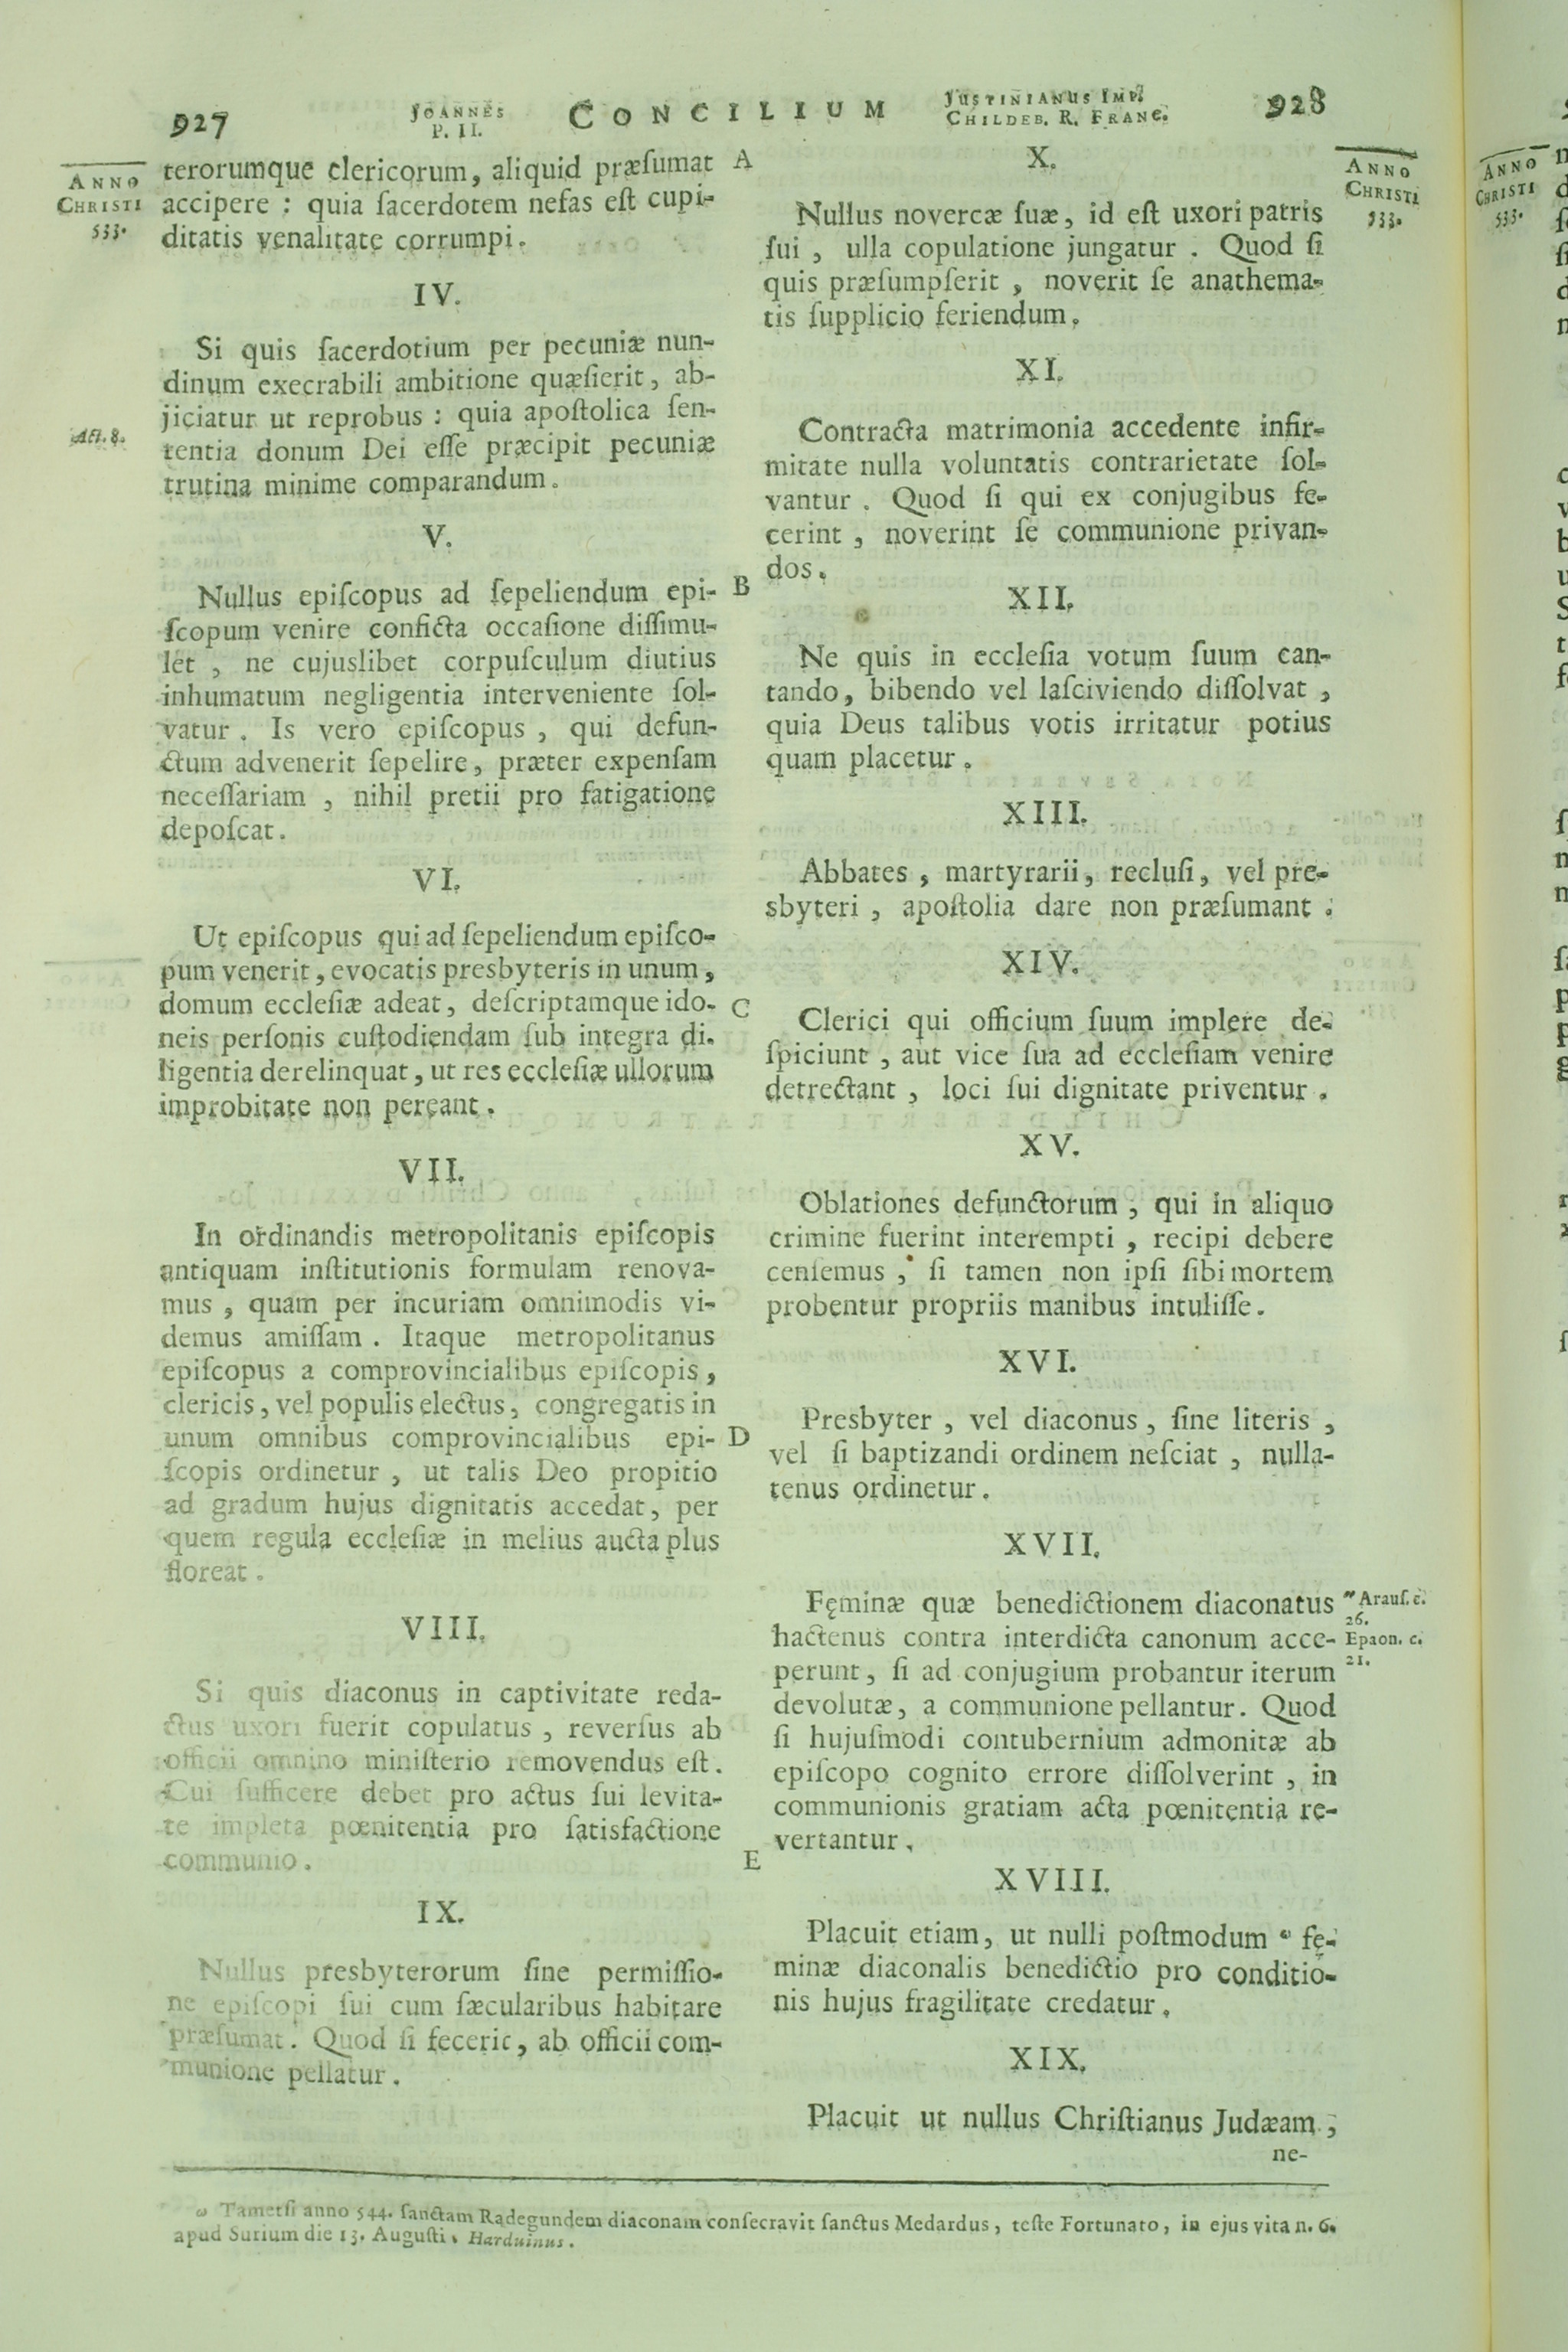 927
JOANNES
P. II.
CONCILIUM
JUSTINIANUS IMP.
CHILDEB. R. FRANC.
928
ANNO
CHRISTI
533.
terorumque clericorum, aliquid præſumat
accipere : quia ſacerdotem nefas eſt cupi-
ditatis venalitate corrumpi.
IV.
Si quis ſacerdotium per pecuniæ nun-
dinum execrabili ambitione quæſierit, ab-
jiciatur ut reprobus : quia apoſtolica ſen-
tentia donum Dei eſſe præcipit pecuniæ
trutina minime comparandum.
Act. 8.
V.
Nullus epiſcopus ad ſepeliendum epi-
ſcopum venire conficta occaſione diſſimu-
let, ne cujuslibet corpuſculum diutius
inhumatum negligentia interveniente ſol-
vatur. Is vero epiſcopus, qui defun-
ctum advenerit ſepelire, præter expenſam
neceſſariam, nihil pretii pro fatigatione
depoſcat.
VI.
Ut epiſcopus qui ad ſepeliendum epiſco-
pum venerit, evocatis presbyteris in unum,
domum eccleſiæ adeat, deſcriptamque ido-
neis perſonis cuſtodiendam ſub integra di-
ligentia derelinquat, ut res eccleſiæ ullorum
improbitate non pereant.
VII.
In ordinandis metropolitanis epiſcopis
antiquam inſtitutionis formulam renova-
mus, quam per incuriam omnimodis vi-
demus amiſſam. Itaque metropolitanus
epiſcopus a comprovincialibus epiſcopis,
clericis, vel populis electus, congregatis in
unum omnibus comprovincialibus epi-
ſcopis ordinetur, ut talis Deo propitio
ad gradum hujus dignitatis accedat, per
quem regula eccleſiæ in melius aucta plus
floreat.
VIII.
Si quis diaconus in captivitate reda-
ctus uxori fuerit copulatus, reverſus ab
officii omnino miniſterio removendus eſt.
Cui ſufficere debet pro actus ſui levita-
te impleta pœnitentia pro ſatisfactione
communio.
IX.
Nullus presbyterorum ſine permiſſio-
ne epiſcopi ſui cum ſæcularibus habitare
præſumat. Quod ſi fecerit, ab officii com-
munione pellatur.
A
B
C
D
E
X.
Nullus novercæ ſuæ, id eſt uxori patris
ſui, ulla copulatione jungatur. Quod ſi
quis præſumpſerit, noverit ſe anathema-
tis ſupplicio feriendum.
XI.
Contracta matrimonia accedente infir-
mitate nulla voluntatis contrarietate ſol-
vantur. Quod ſi qui ex conjugibus fe-
cerint, noverint ſe communione privan-
dos.
XII.
Ne quis in eccleſia votum ſuum can-
tando, bibendo vel laſciviendo diſſolvat,
quia Deus talibus votis irritatur potius
quam placetur.
XIII.
Abbates, martyrarii, recluſi, vel pre-
sbyteri, apoſtolia dare non præſumant.
XIV.
Clerici qui officium ſuum implere de-
ſpiciunt, aut vice ſua ad eccleſiam venire
detrectant, loci ſui dignitate priventur.
XV.
Oblationes defunctorum, qui in aliquo
crimine fuerint interempti, recipi debere
cenſemus, ſi tamen non ipſi ſibi mortem
probentur propriis manibus intuliſſe.
XVI.
Presbyter, vel diaconus, ſine literis,
vel ſi baptizandi ordinem neſciat, nulla-
tenus ordinetur.
XVII.
Fęminæ quæ benedictionem diaconatus
hactenus contra interdicta canonum acce-
perunt, ſi ad conjugium probantur iterum
devolutæ, a communione pellantur. Quod
ſi hujuſmodi contubernium admonitæ ab
epiſcopo cognito errore diſſolverint, in
communionis gratiam acta pœnitentia re-
vertantur.
Arauſ. c.
26.
Epaon. c.
21.
XVIII.
Placuit etiam, ut nulli poſtmodum ω fę-
minæ diaconalis benedictio pro conditio-
nis hujus fragilitate credatur.
XIX.
Placuit ut nullus Chriſtianus Judæam,
ne-
ANNO
CHRISTI
533.
ANNO
CHRISTI
533.
ω Tametſi anno 544. ſanctam Radegundem diaconam conſecravit ſanctus Medardus, teſte Fortunato, in ejus vita n. 6.
apud Surium die 13. Auguſti. Harduinus.